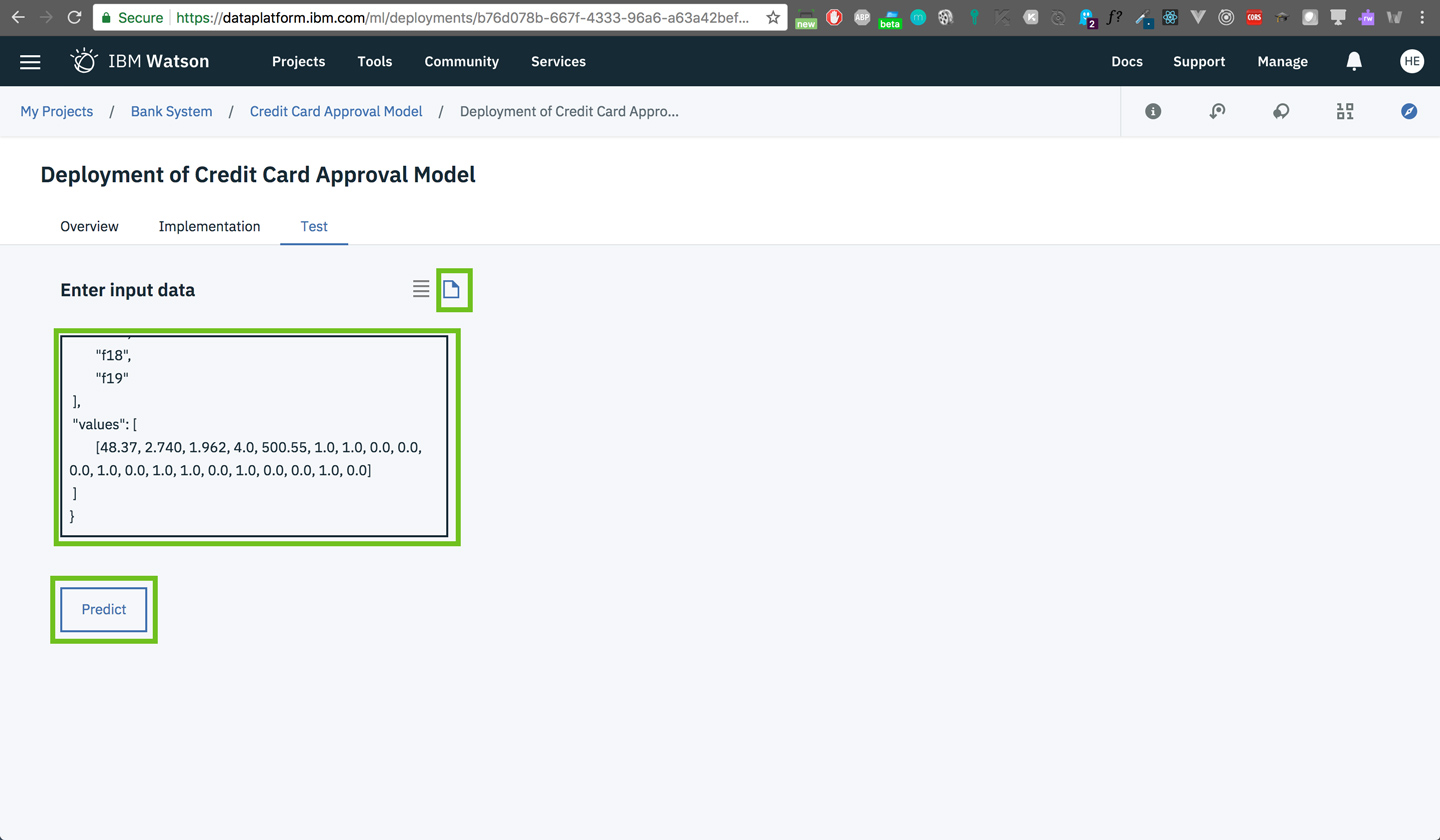 Secure https://dataplatform.ibm.com/ml/deployments/b76d078b-667f-4333-96a6-a63a42bef...
new
ABP
beta
m
K
2
f?
CORS
rw
IBM Watson Projects Tools Community Services Docs Support Manage HE
My Projects / Bank System / Credit Card Approval Model / Deployment of Credit Card Appro...
Deployment of Credit Card Approval Model
Overview Implementation Test
Enter input data
"f18",
"f19"
],
"values": [
[48.37, 2.740, 1.962, 4.0, 500.55, 1.0, 1.0, 0.0, 0.0,
0.0, 1.0, 0.0, 1.0, 1.0, 0.0, 1.0, 0.0, 0.0, 1.0, 0.0]
]
}
Predict